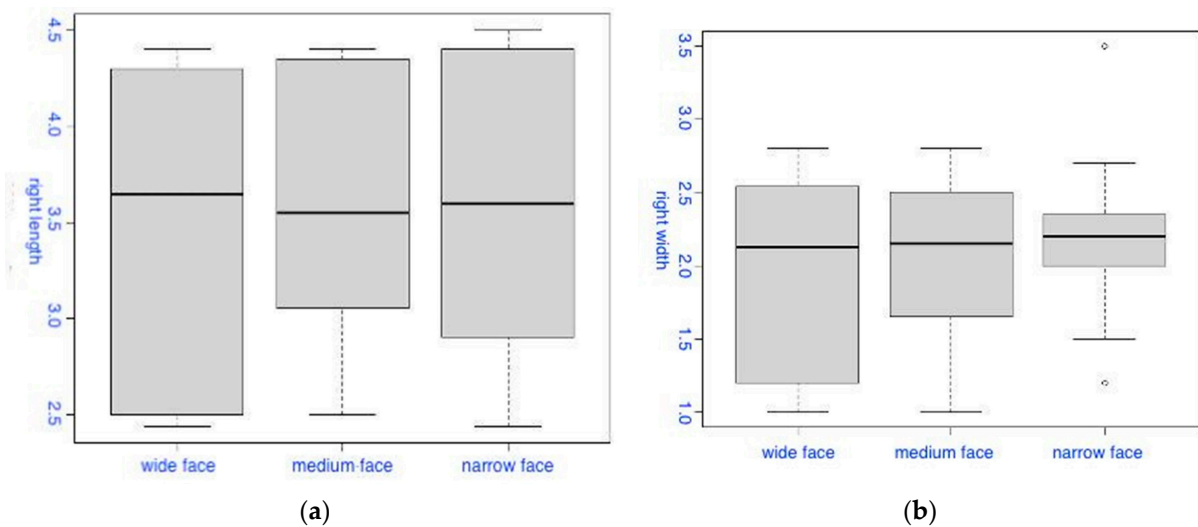 4.5
4.0
3.5
3.0
2.5
right length
wide face
medium face
narrow face
(a)
3.5
3.0
2.5
2.0
1.5
1.0
right width
wide face
medium face
narrow face
(b)